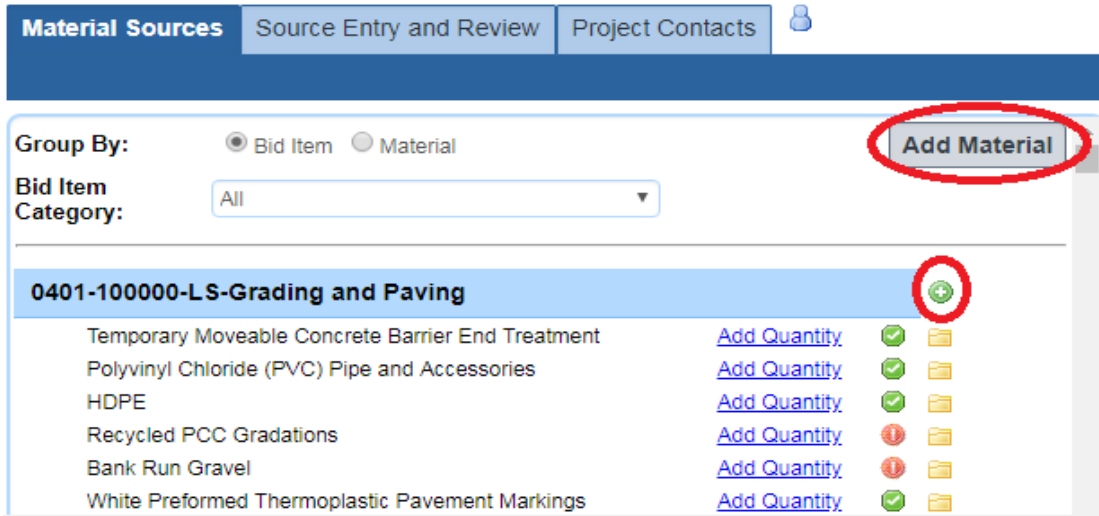 Material Sources Source Entry and Review Project Contacts
Group By: Bid Item Material Add Material
Bid Item
Category: All
0401-100000-LS-Grading and Paving
Temporary Moveable Concrete Barrier End Treatment Add Quantity
Polyvinyl Chloride (PVC) Pipe and Accessories Add Quantity
HDPE Add Quantity
Recycled PCC Gradations Add Quantity
Bank Run Gravel Add Quantity
White Preformed Thermoplastic Pavement Markings Add Quantity